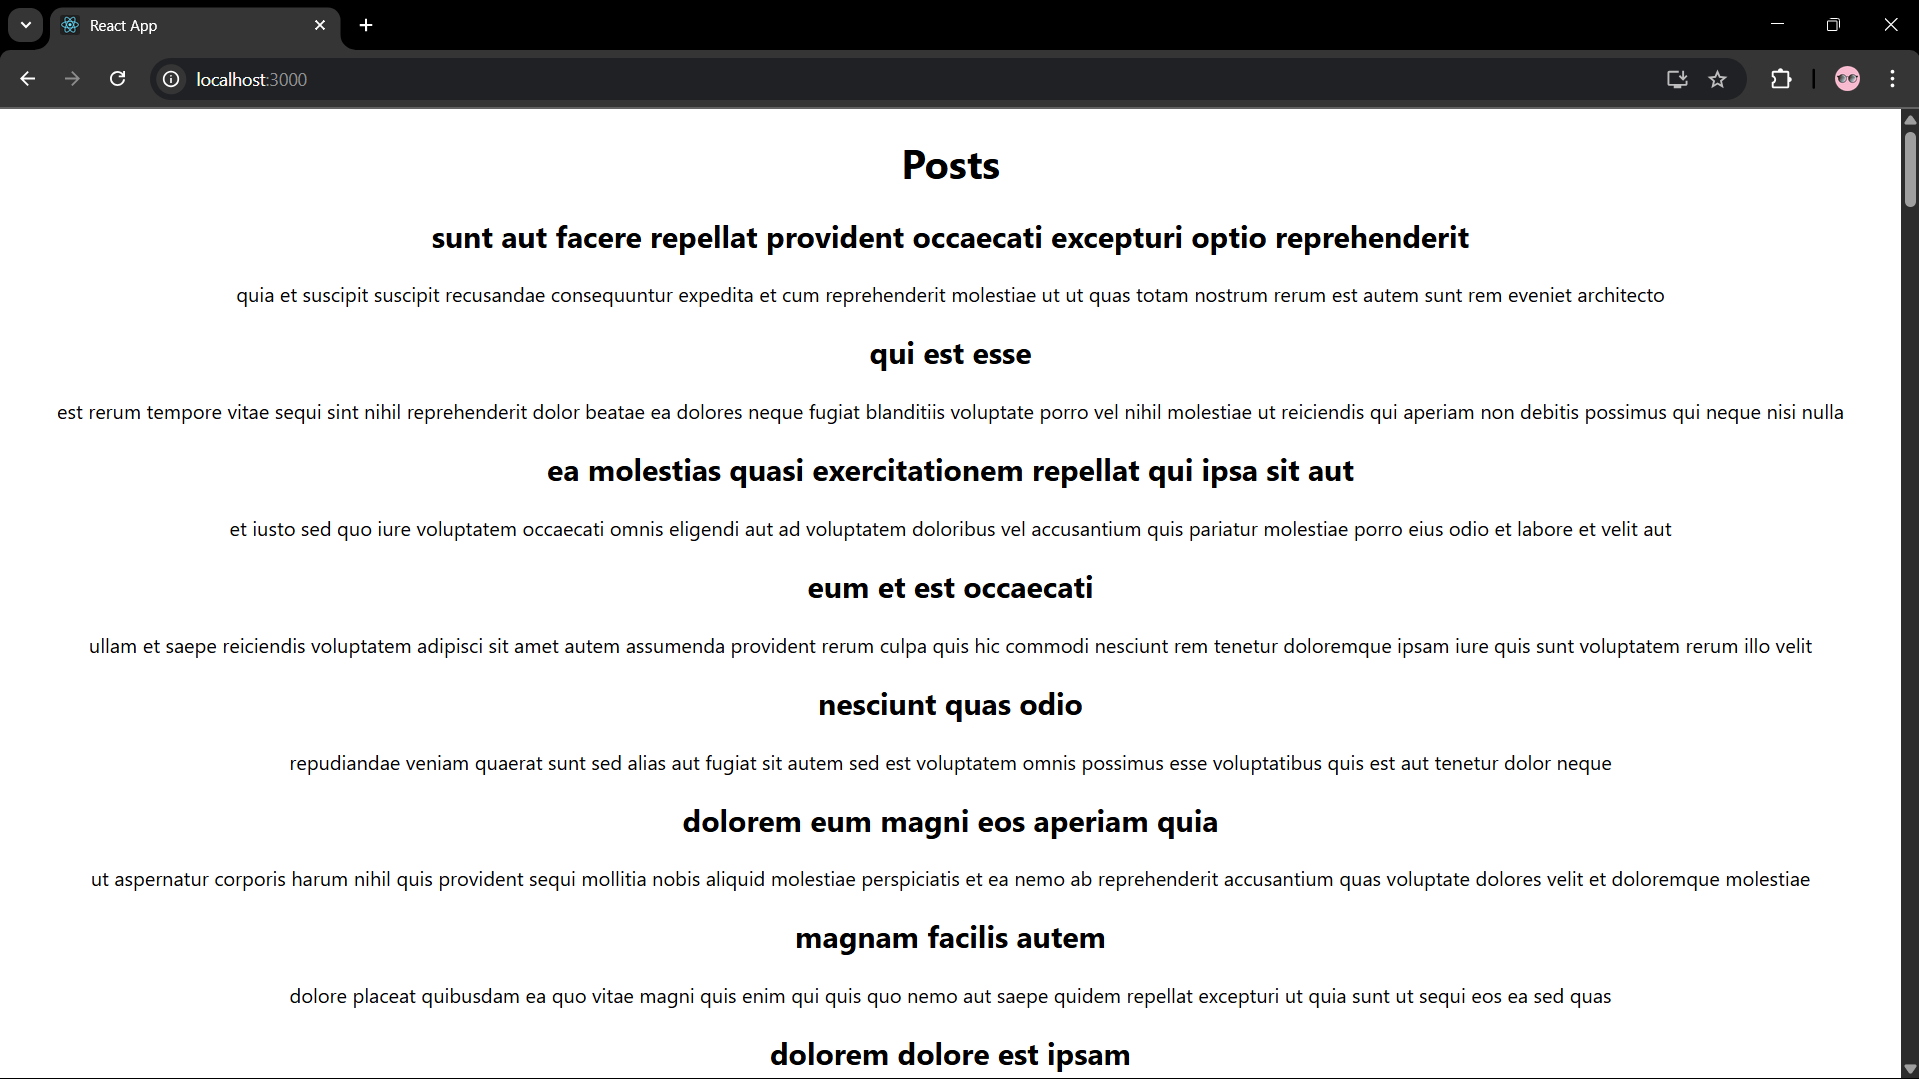 React App
localhost:3000
Posts
sunt aut facere repellat provident occaecati excepturi optio reprehenderit
quia et suscipit suscipit recusandae consequuntur expedita et cum reprehenderit molestiae ut ut quas totam nostrum rerum est autem sunt rem eveniet architecto
qui est esse
est rerum tempore vitae sequi sint nihil reprehenderit dolor beatae ea dolores neque fugiat blanditiis voluptate porro vel nihil molestiae ut reiciendis qui aperiam non debitis possimus qui neque nisi nulla
ea molestias quasi exercitationem repellat qui ipsa sit aut
et iusto sed quo iure voluptatem occaecati omnis eligendi aut ad voluptatem doloribus vel accusantium quis pariatur molestiae porro eius odio et labore et velit aut
eum et est occaecati
ullam et saepe reiciendis voluptatem adipisci sit amet autem assumenda provident rerum culpa quis hic commodi nesciunt rem tenetur doloremque ipsam iure quis sunt voluptatem rerum illo velit
nesciunt quas odio
repudiandae veniam quaerat sunt sed alias aut fugiat sit autem sed est voluptatem omnis possimus esse voluptatibus quis est aut tenetur dolor neque
dolorem eum magni eos aperiam quia
ut aspernatur corporis harum nihil quis provident sequi mollitia nobis aliquid molestiae perspiciatis et ea nemo ab reprehenderit accusantium quas voluptate dolores velit et doloremque molestiae
magnam facilis autem
dolore placeat quibusdam ea quo vitae magni quis enim qui quis quo nemo aut saepe quidem repellat excepturi ut quia sunt ut sequi eos ea sed quas
dolorem dolore est ipsam